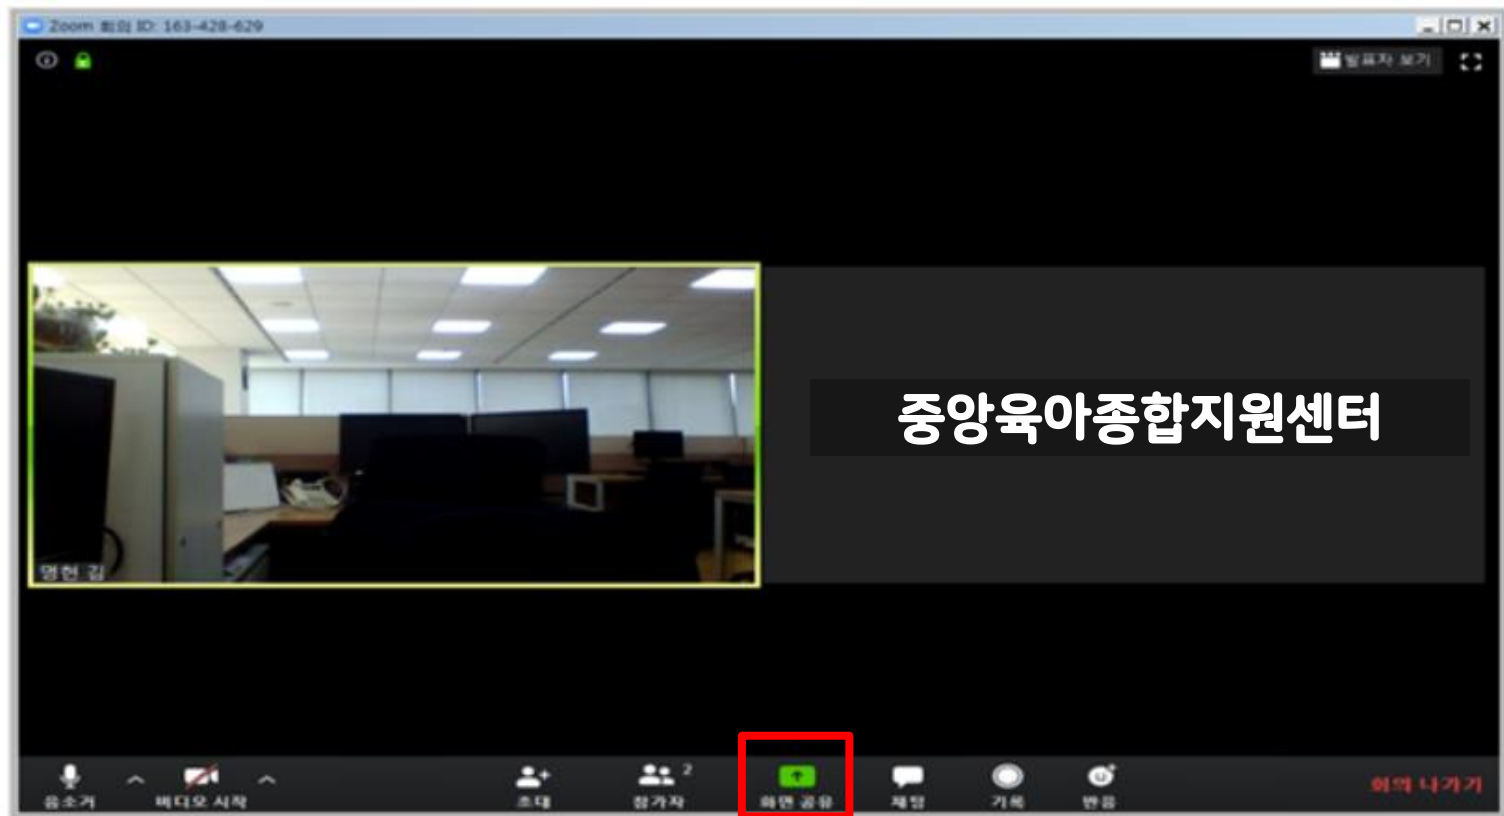 Zoom 회의 ID: 163-428-629
발표자 보기
중앙육아종합지원센터
명현 김
음소거
비디오 시작
초대
참가자
2
화면 공유
채팅
기록
반응
회의 나가기